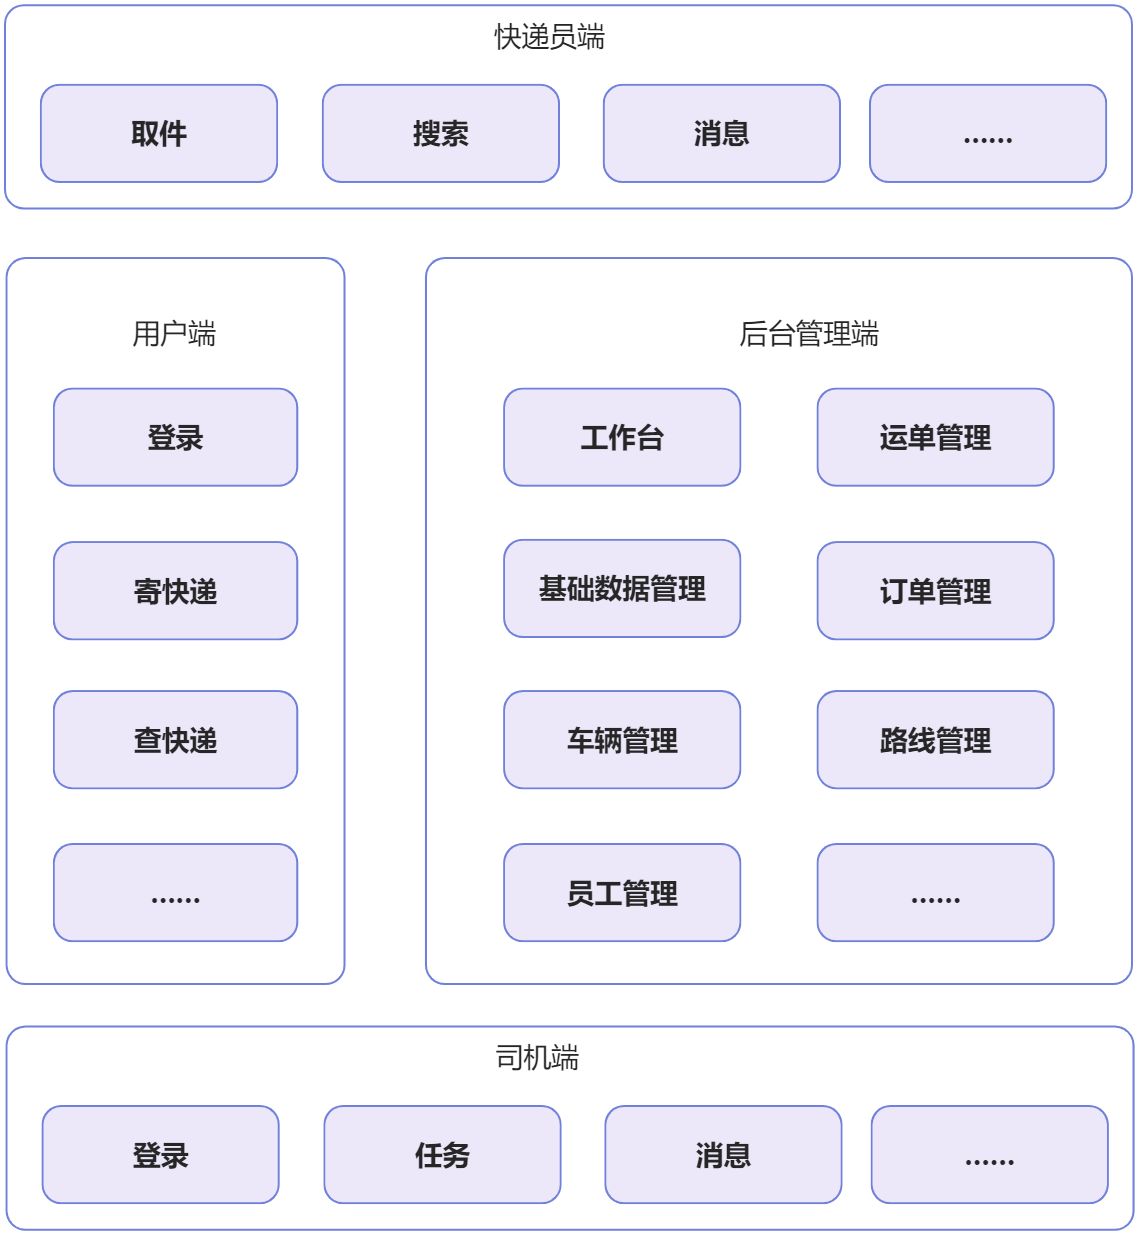 快递员端
取件
搜索
消息
......
用户端
登录
寄快递
查快递
......
后台管理端
工作台
运单管理
基础数据管理
订单管理
车辆管理
路线管理
员工管理
......
司机端
登录
任务
消息
......